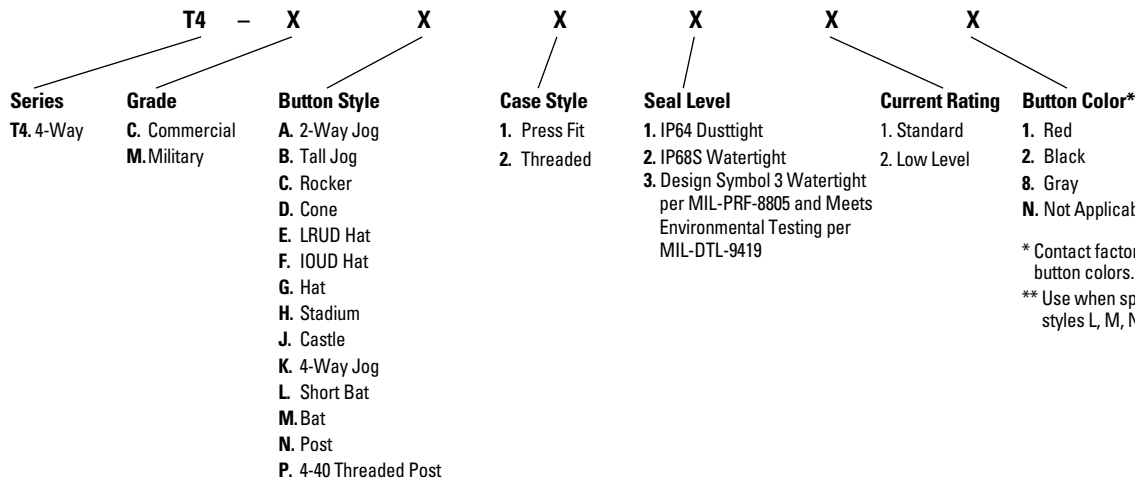 T4 – X X X X X X
Series
T4. 4-Way
Grade
C. Commercial
M. Military
Button Style
A. 2-Way Jog
B. Tall Jog
C. Rocker
D. Cone
E. LRUD Hat
F. IOUD Hat
G. Hat
H. Stadium
J. Castle
K. 4-Way Jog
L. Short Bat
M. Bat
N. Post
P. 4-40 Threaded Post
Case Style
1. Press Fit
2. Threaded
Seal Level
1. IP64 Dusttight
2. IP68S Watertight
3. Design Symbol 3 Watertight
per MIL-PRF-8805 and Meets
Environmental Testing per
MIL-DTL-9419
Current Rating
1. Standard
2. Low Level
Button Color*
1. Red
2. Black
8. Gray
N. Not
* Contact
button colors.
** Use when
styles L, M,